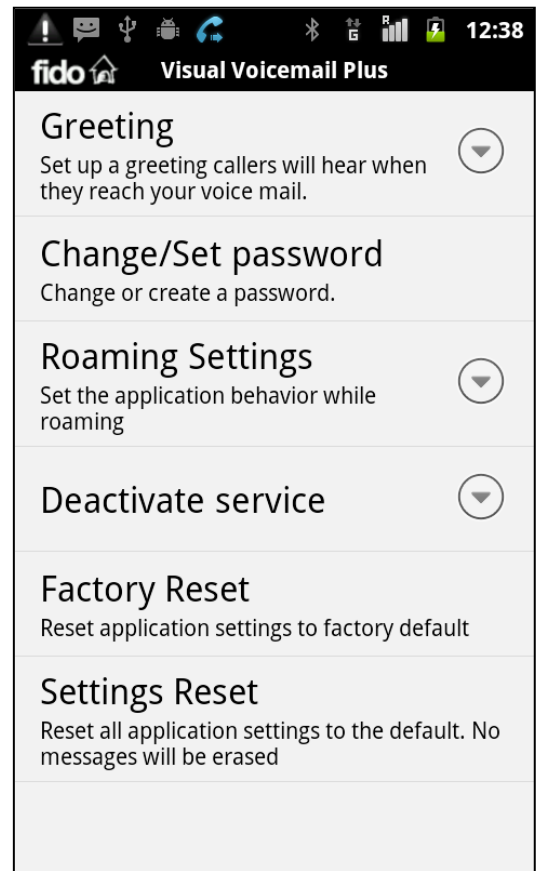 12:38
fido Visual Voicemail Plus
Greeting
Set up a greeting callers will hear when
they reach your voice mail.
Change/Set password
Change or create a password.
Roaming Settings
Set the application behavior while
roaming
Deactivate service
Factory Reset
Reset application settings to factory default
Settings Reset
Reset all application settings to the default. No
messages will be erased